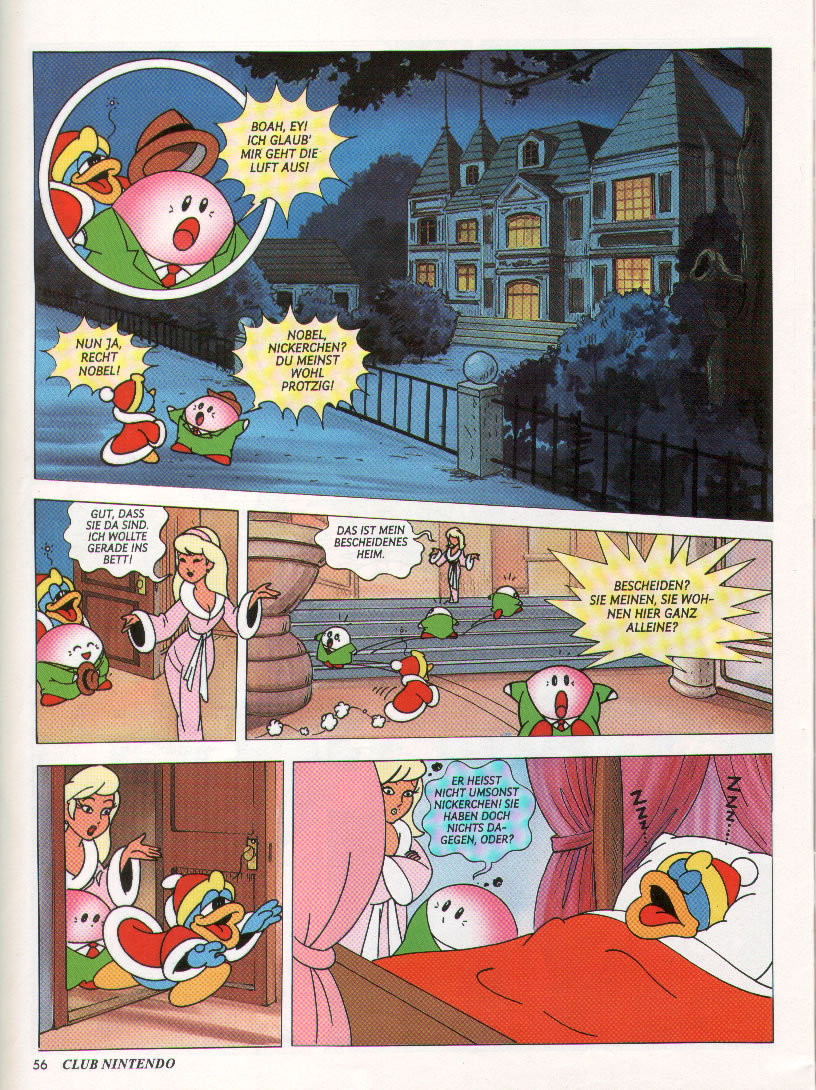 BOAH, EY!
ICH GLAUB'
MIR GEHT DIE
LUFT AUS!
NUN JA,
RECHT
NOBEL!
NOBEL,
NICKERCHEN?
DU MEINST
WOHL
PROTZIG!
GUT, DASS
SIE DA SIND.
ICH WOLLTE
GERADE INS
BETT!
DAS IST MEIN
BESCHEIDENES
HEIM.
BESCHEIDEN?
SIE MEINEN, SIE WOH-
NEN HIER GANZ
ALLEINE?
ER HEISST
NICHT UMSONST
NICKERCHEN! SIE
HABEN DOCH
NICHTS DA-
GEGEN, ODER?
ZZZ....
ZZZ....
56 CLUB NINTENDO